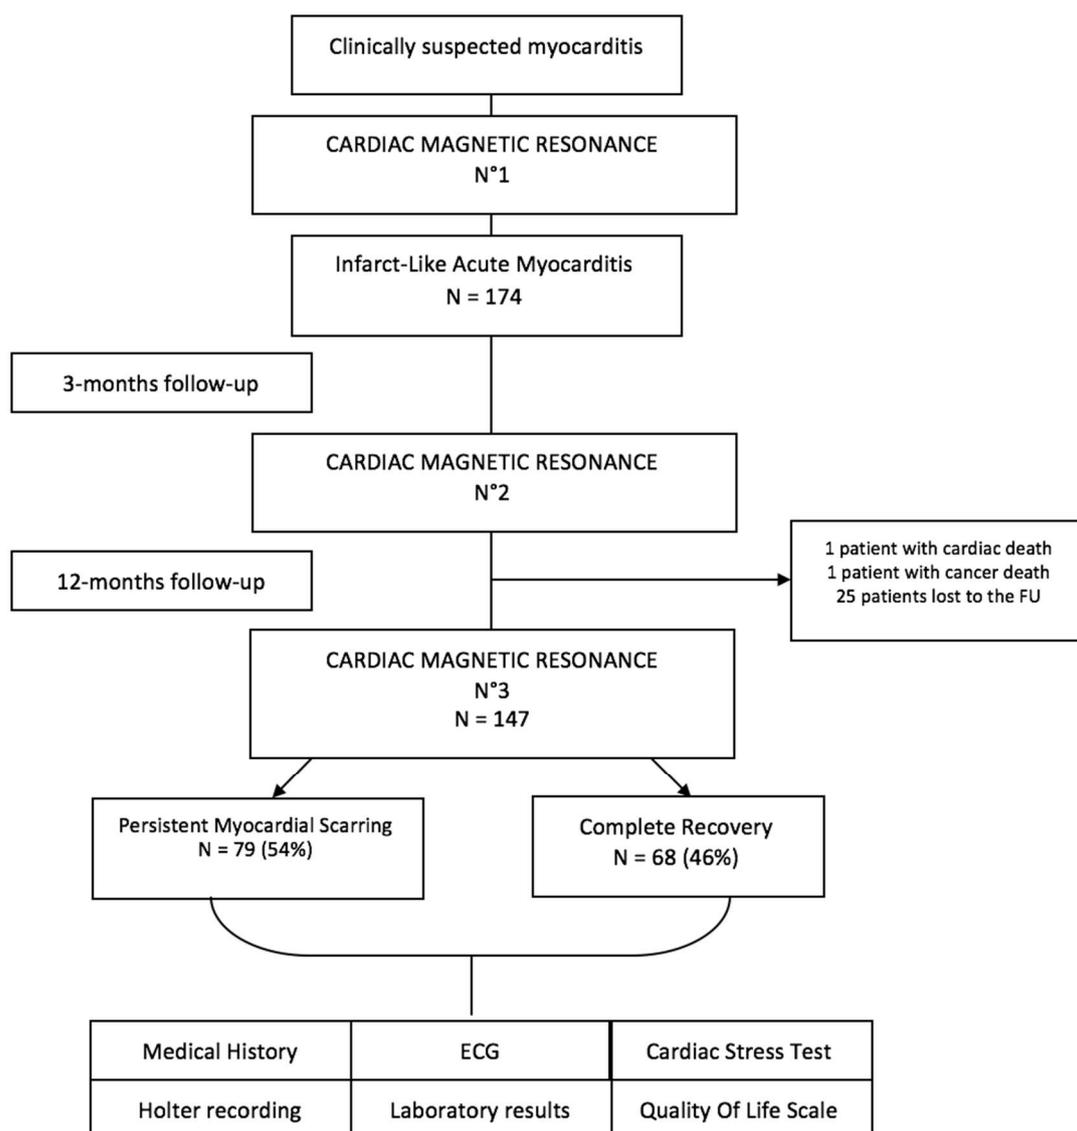 Clinically suspected myocarditis
CARDIAC MAGNETIC RESONANCE
N°1
Infarct-Like Acute Myocarditis
N = 174
3-months follow-up
CARDIAC MAGNETIC RESONANCE
N°2
1 patient with cardiac death
1 patient with cancer death
25 patients lost to the FU
12-months follow-up
CARDIAC MAGNETIC RESONANCE
N°3
N = 147
Persistent Myocardial Scarring
N = 79 (54%)
Complete Recovery
N = 68 (46%)
Medical History
ECG
Cardiac Stress Test
Holter recording
Laboratory results
Quality Of Life Scale